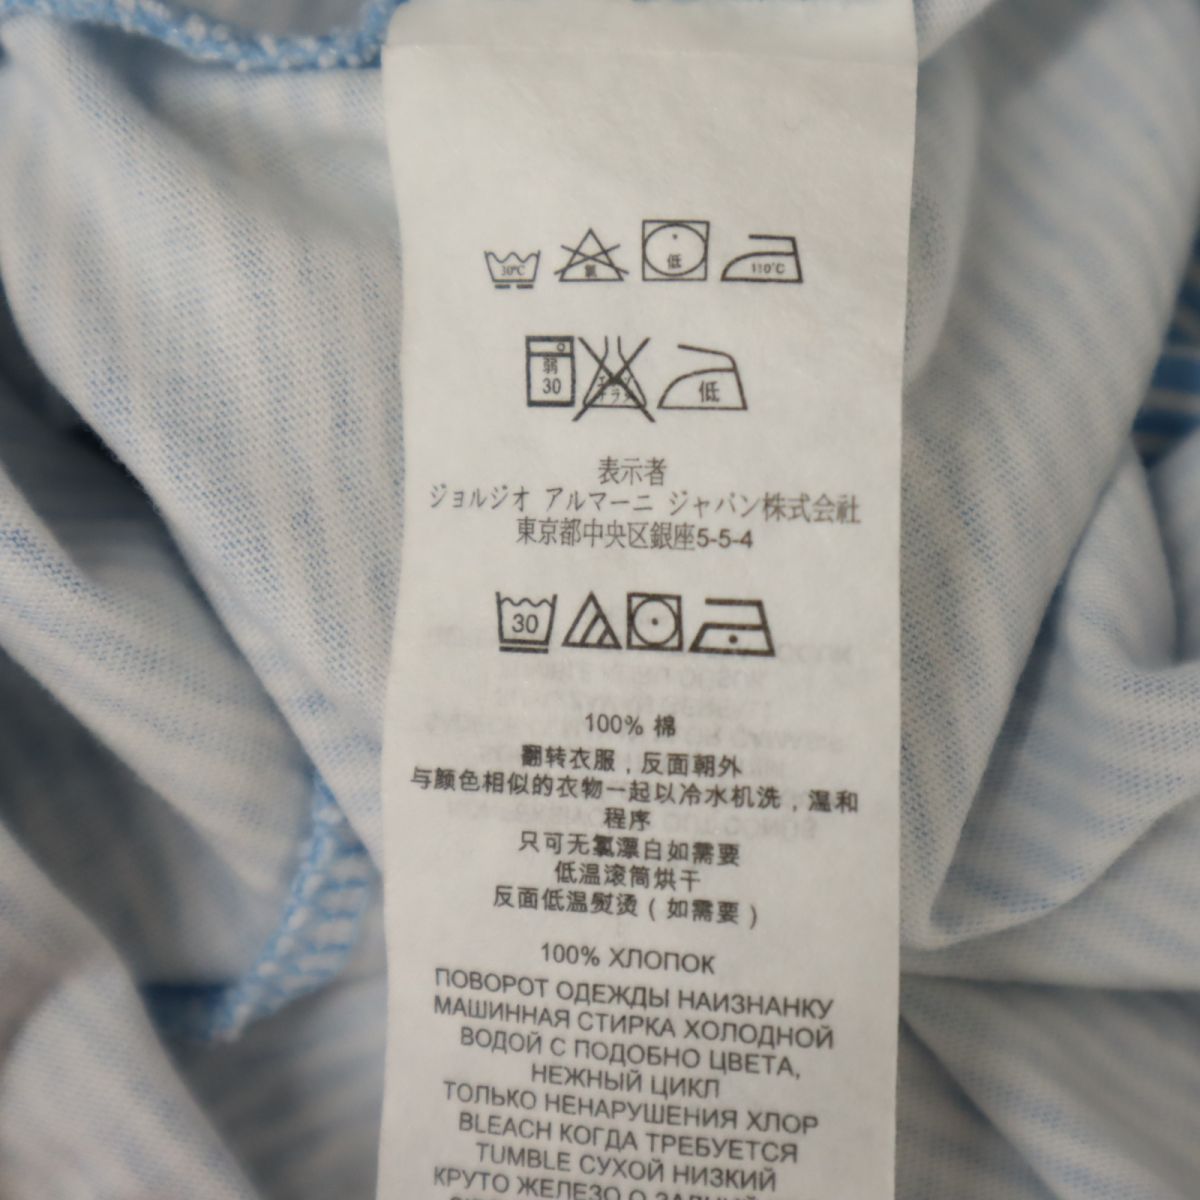 30℃ 氯 低 110℃
弱 30 エンソ サラシ 低
表示者
ジョルジオ アルマーニ ジャパン株式会社
東京都中央区銀座5-5-4
30
100% 棉
翻转衣服，反面朝外
与颜色相似的衣物一起以冷水机洗，温和
程序
只可无氯漂白如需要
低温滚筒烘干
反面低温熨烫（如需要）
100% ХЛОПОК
ПОВОРОТ ОДЕЖДЫ НАИЗНАНКУ
МАШИННАЯ СТИРКА ХОЛОДНОЙ
ВОДОЙ С ПОДОБНО ЦВЕТА,
НЕЖНЫЙ ЦИКЛ
ТОЛЬКО НЕНАРУШЕНИЯ ХЛОР
BLEACH КОГДА ТРЕБУЕТСЯ
TUMBLE СУХОЙ НИЗКИЙ
КРУТО ЖЕЛЕЗО О ЗАДНИЙ